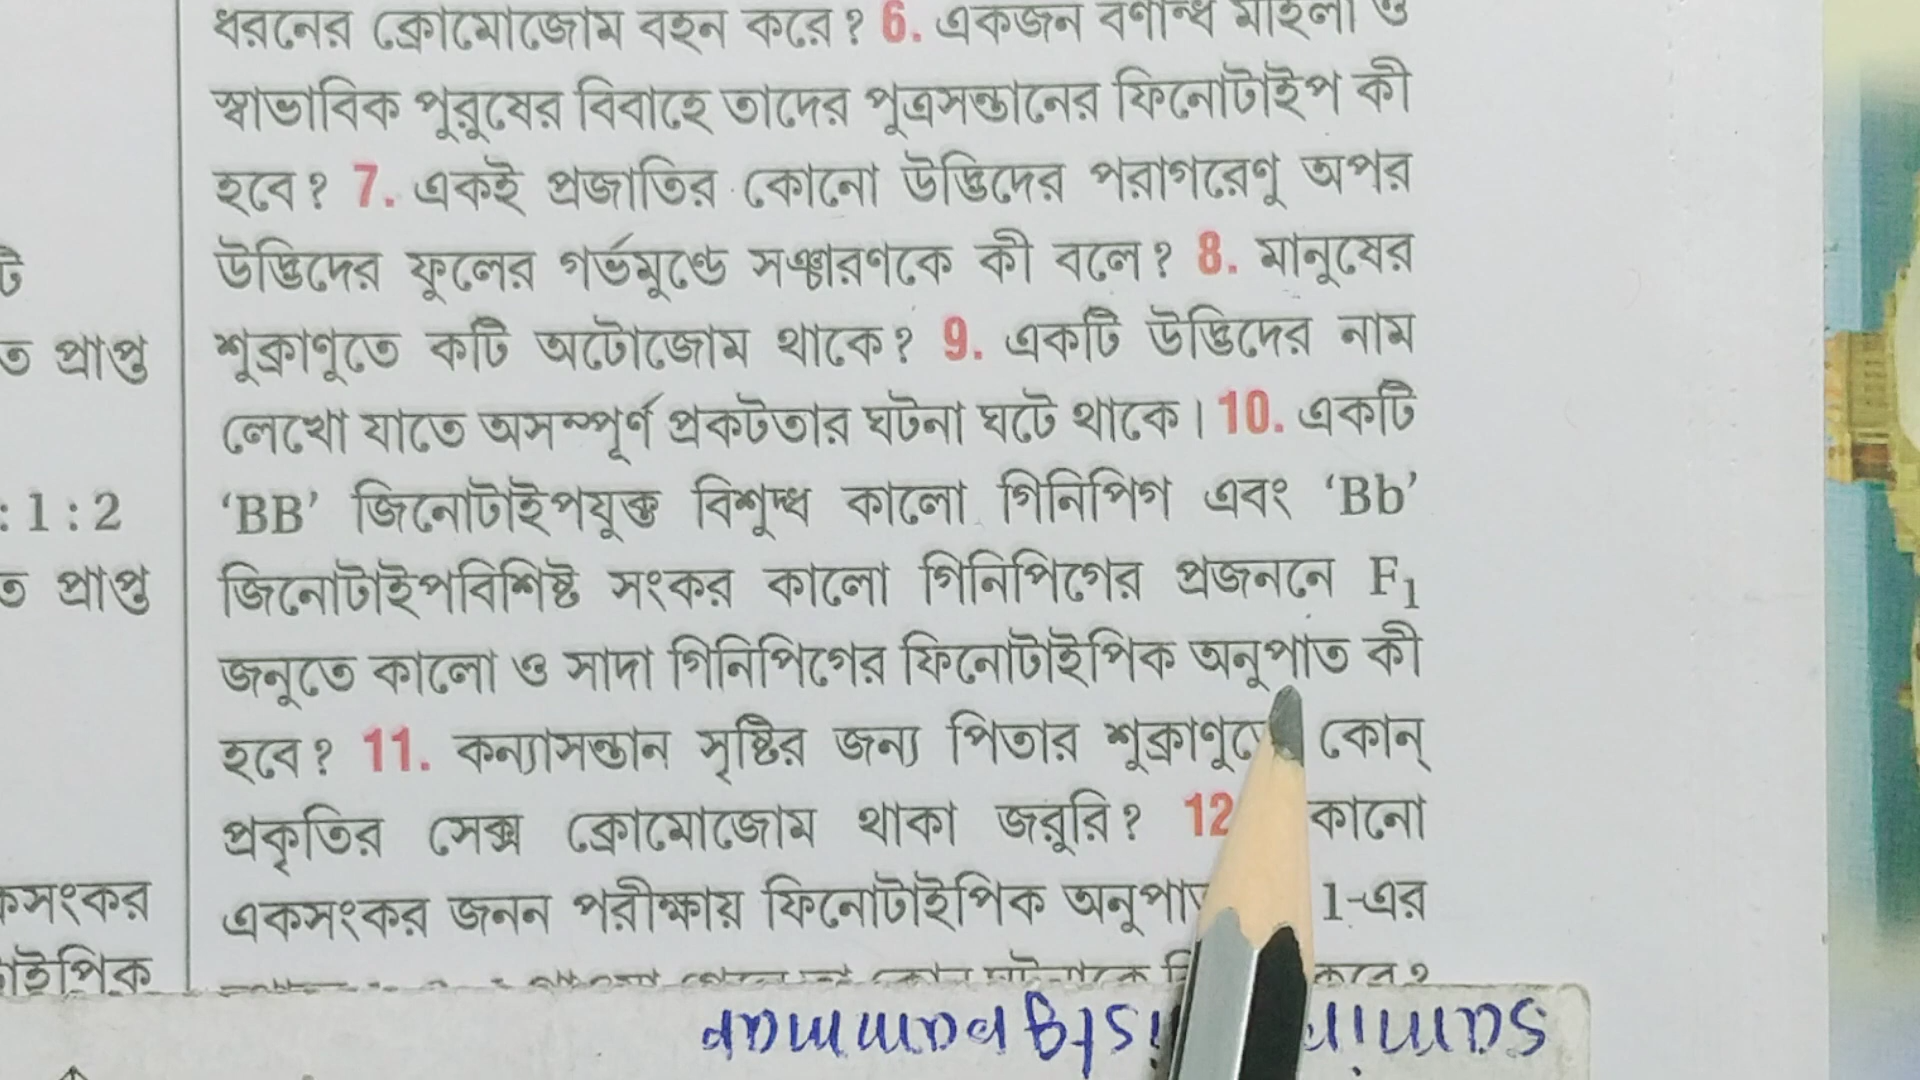 ধরনের ক্রোমোজোম বহন করে? 6. একজন বর্ণান্ধ মহিলা ও
স্বাভাবিক পুরুষের বিবাহে তাদের পুত্রসন্তানের ফিনোটাইপ কী
হবে? 7. একই প্রজাতির কোনো উদ্ভিদের পরাগরেণু অপর
উদ্ভিদের ফুলের গর্ভমুণ্ডে সঞ্চারণকে কী বলে? 8. মানুষের
শুক্রাণুতে কটি অটোজোম থাকে? 9. একটি উদ্ভিদের নাম
লেখো যাতে অসম্পূর্ণ প্রকটতার ঘটনা ঘটে থাকে। 10. একটি
‘BB’ জিনোটাইপযুক্ত বিশুদ্ধ কালো গিনিপিগ এবং ‘Bb’
জিনোটাইপবিশিষ্ট সংকর কালো গিনিপিগের প্রজননে F₁
জনুতে কালো ও সাদা গিনিপিগের ফিনোটাইপিক অনুপাত কী
হবে? 11. কন্যাসন্তান সৃষ্টির জন্য পিতার কোন্
প্রকৃতির সেক্স ক্রোমোজোম থাকা জরুরি? 12
একসংকর জনন পরীক্ষায় ফিনোটাইপিক 1-এর
ত প্রাপ্ত
: 1 : 2
ত প্রাপ্ত